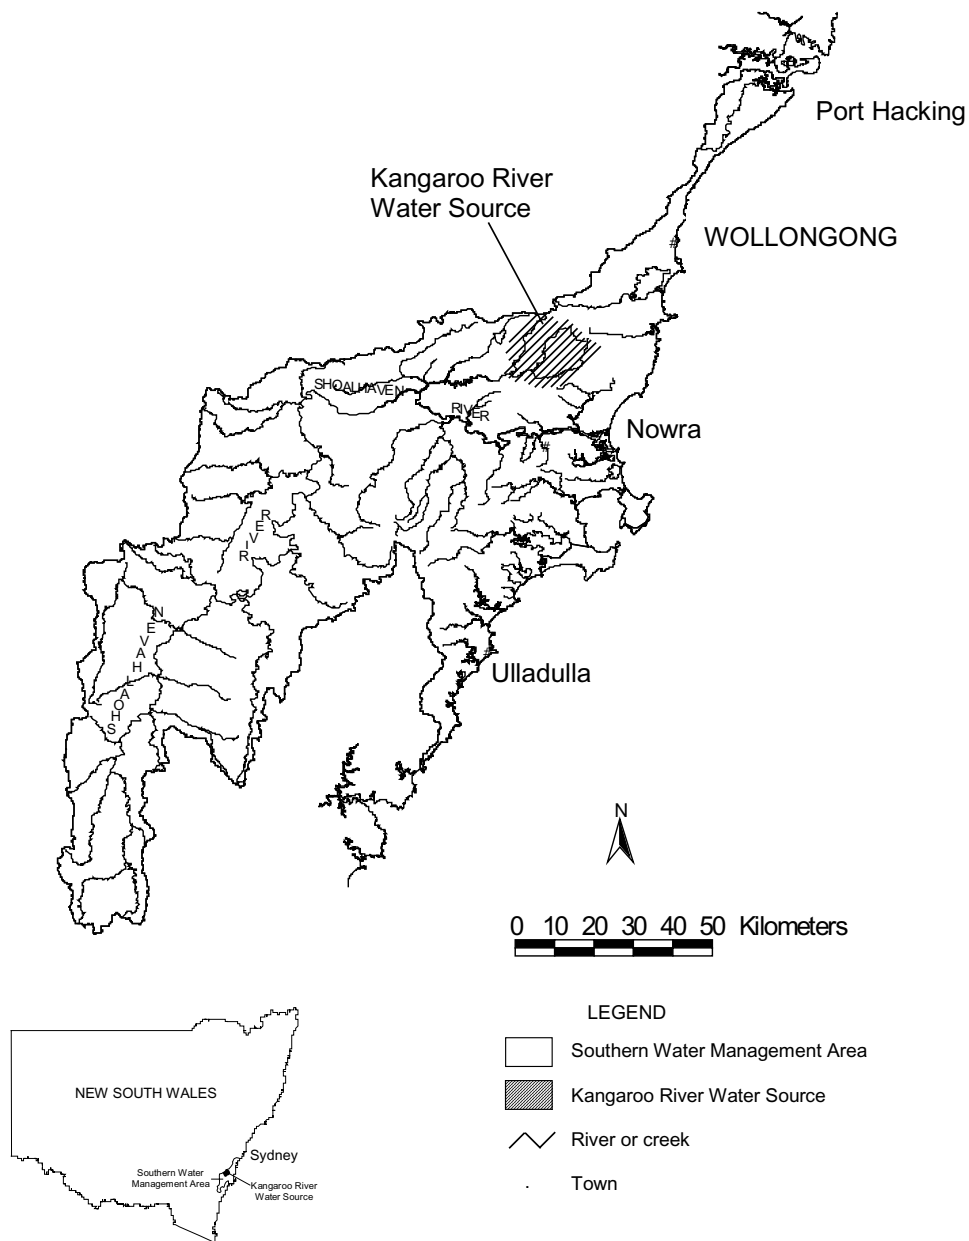 Port Hacking
Kangaroo River
Water Source
WOLLONGONG
SHOALHAVEN
RIVER
Nowra
RIVER
SHOALHAVEN
Ulladulla
N
0 10 20 30 40 50 Kilometers
LEGEND
Southern Water Management Area
Kangaroo River Water Source
River or creek
Town
NEW SOUTH WALES
Sydney
Southern Water
Management Area
Kangaroo River
Water Source